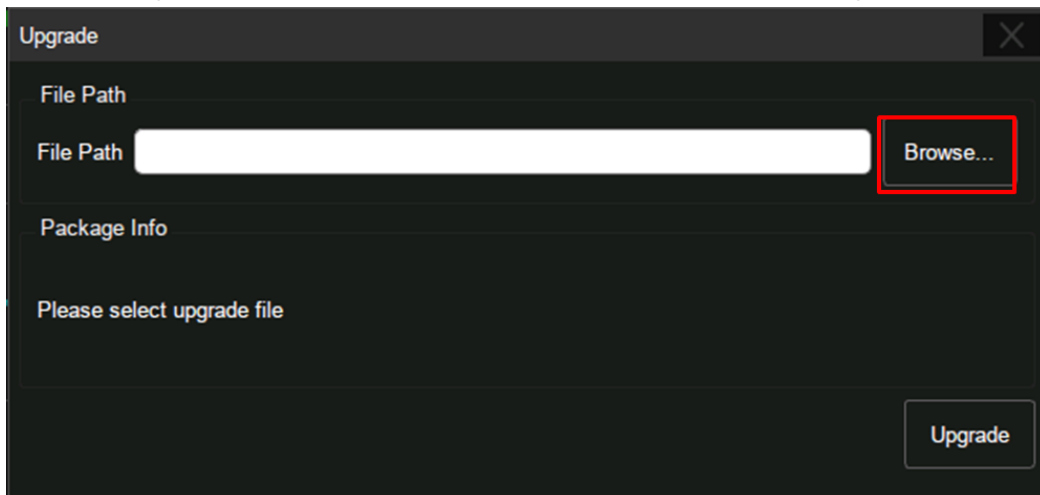 Upgrade
File Path
File Path
Browse...
Package Info
Please select upgrade file
Upgrade